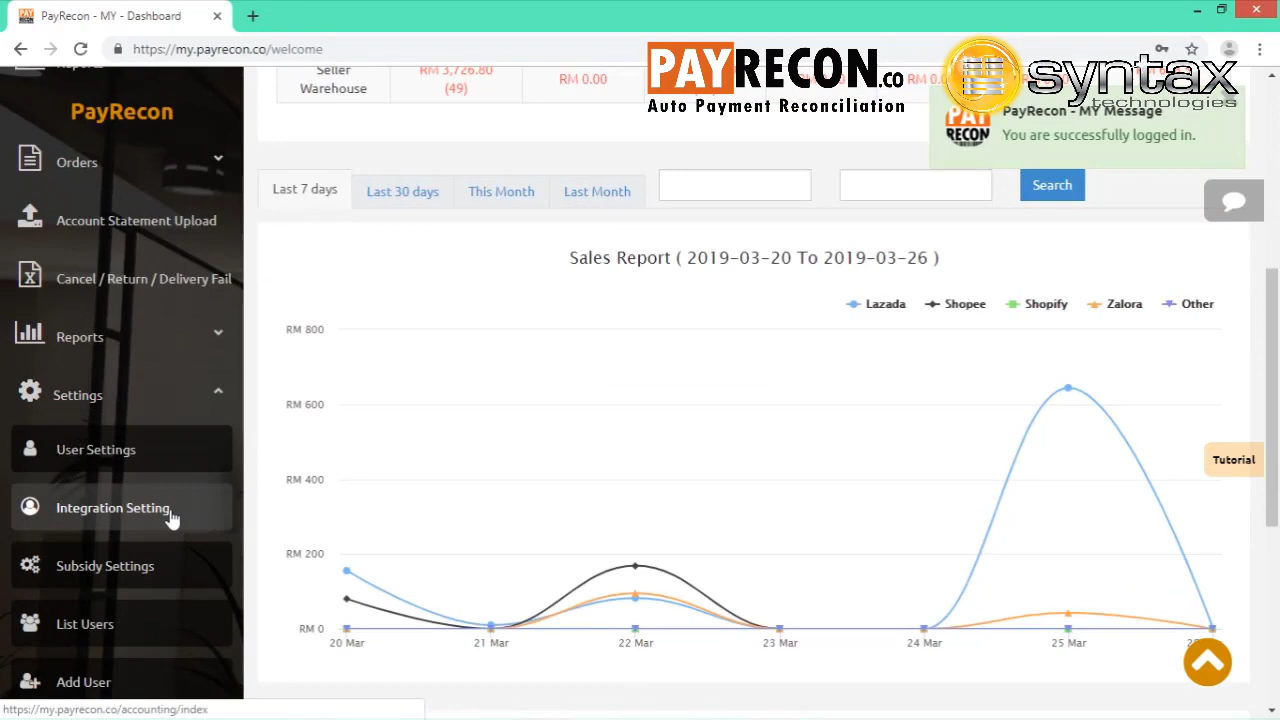 PayRecon - MY - Dashboard
https://my.payrecon.co/welcome
PAYRECON.co
Auto Payment Reconciliation
syntax
technologies
PayRecon
Orders
Account Statement Upload
Cancel / Return / Delivery Fail
Reports
Settings
User Settings
Integration Setting
Subsidy Settings
List Users
Add User
Seller
Warehouse
RM 3,726.80
(49)
RM 0.00
PAY
RECON
PayRecon - MY Message
You are successfully logged in.
Last 7 days
Last 30 days
This Month
Last Month
Search
Sales Report ( 2019-03-20 To 2019-03-26 )
Lazada
Shopee
Shopify
Zalora
Other
RM 800
RM 600
RM 400
RM 200
RM 0
20 Mar
21 Mar
22 Mar
23 Mar
24 Mar
25 Mar
Tutorial
https://my.payrecon.co/accounting/index